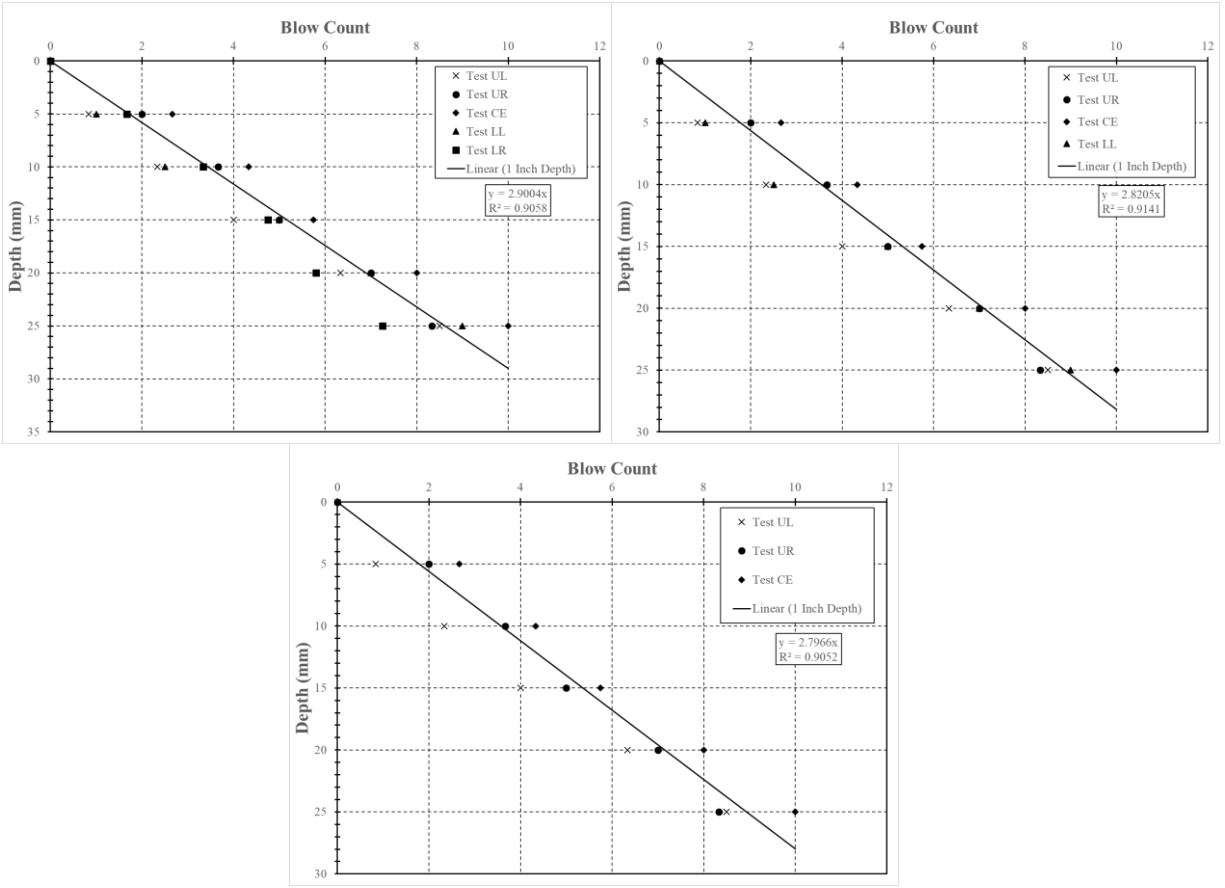 Blow Count
0 2 4 6 8 10 12
0
5
10
15
20
25
30
35
Depth (mm)
Test UL
Test UR
Test CE
Test LL
Test LR
Linear (1 Inch Depth)
y = 2.9004x
R² = 0.9058
Blow Count
0 2 4 6 8 10 12
0
5
10
15
20
25
30
Depth (mm)
Test UL
Test UR
Test CE
Test LL
Linear (1 Inch Depth)
y = 2.8205x
R² = 0.9141
Blow Count
0 2 4 6 8 10 12
0
5
10
15
20
25
30
Depth (mm)
Test UL
Test UR
Test CE
Linear (1 Inch Depth)
y = 2.7966x
R² = 0.9052